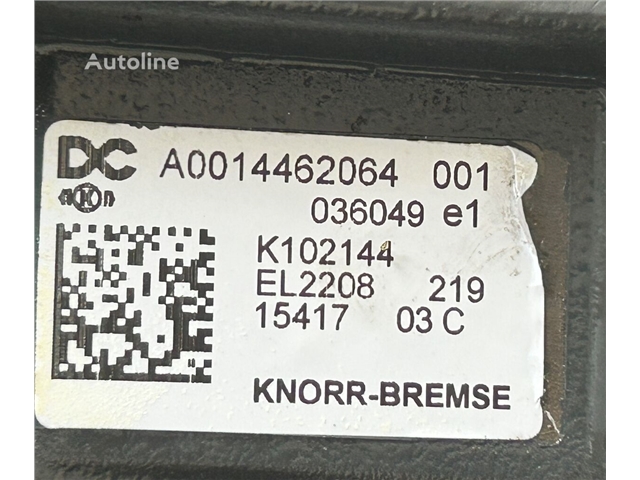 Autoline
DC A0014462064 001
036049 e1
K102144
EL2208 219
15417 03 C
KNORR-BREMSE